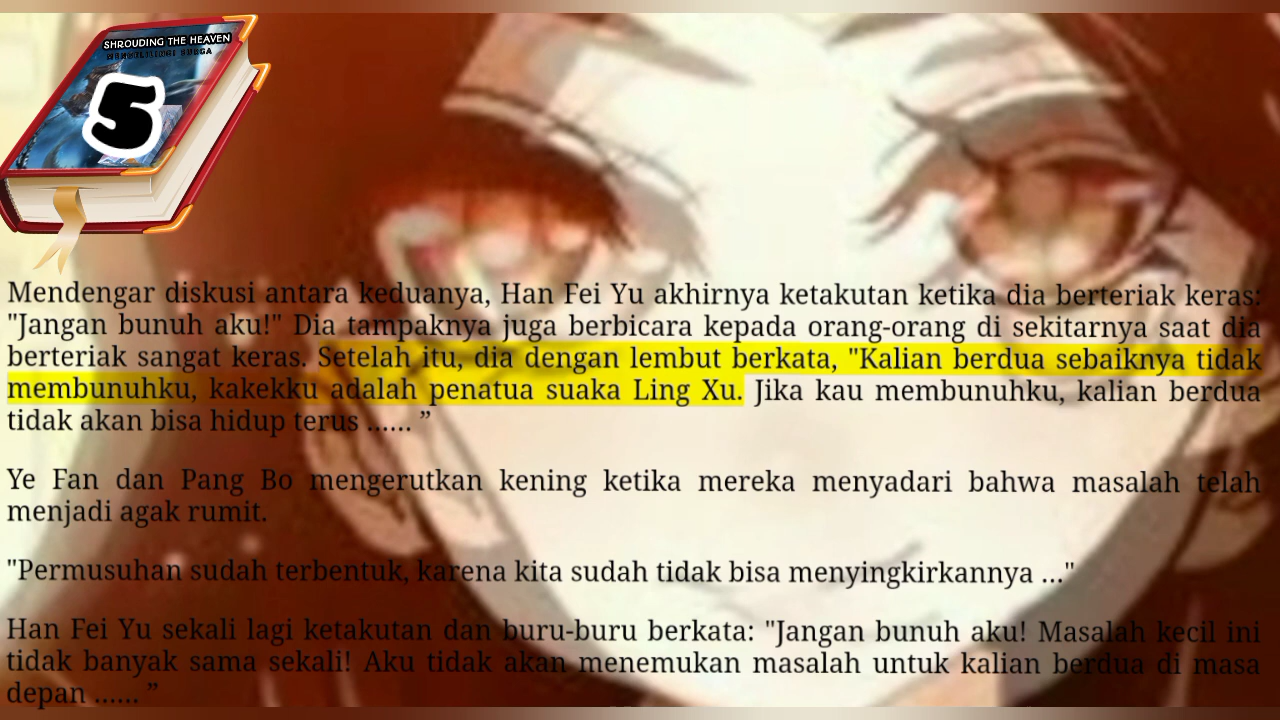 SHROUDING THE HEAVEN
5
Mendengar diskusi antara keduanya, Han Fei Yu akhirnya ketakutan ketika dia berteriak keras:
"Jangan bunuh aku!" Dia tampaknya juga berbicara kepada orang-orang di sekitarnya saat dia
berteriak sangat keras. Setelah itu, dia dengan lembut berkata, "Kalian berdua sebaiknya tidak
membunuhku, kakekku adalah penatua suaka Ling Xu. Jika kau membunuhku, kalian berdua
tidak akan bisa hidup terus ...... ”
Ye Fan dan Pang Bo mengerutkan kening ketika mereka menyadari bahwa masalah telah
menjadi agak rumit.
"Permusuhan sudah terbentuk, karena kita sudah tidak bisa menyingkirkannya ..."
Han Fei Yu sekali lagi ketakutan dan buru-buru berkata: "Jangan bunuh aku! Masalah kecil ini
tidak banyak sama sekali! Aku tidak akan menemukan masalah untuk kalian berdua di masa
depan ...... ”